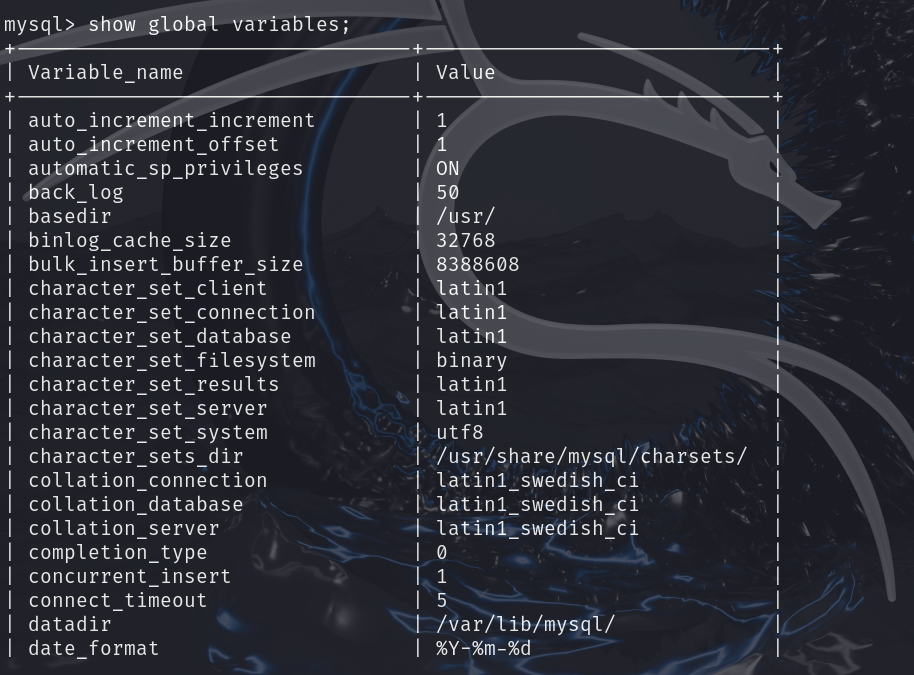 mysql> show global variables;
+---------------------------------+-----------------------------+
| Variable_name | Value |
+---------------------------------+-----------------------------+
| auto_increment_increment | 1 |
| auto_increment_offset | 1 |
| automatic_sp_privileges | ON |
| back_log | 50 |
| basedir | /usr/ |
| binlog_cache_size | 32768 |
| bulk_insert_buffer_size | 8388608 |
| character_set_client | latin1 |
| character_set_connection | latin1 |
| character_set_database | latin1 |
| character_set_filesystem | binary |
| character_set_results | latin1 |
| character_set_server | latin1 |
| character_set_system | utf8 |
| character_sets_dir | /usr/share/mysql/charsets/ |
| collation_connection | latin1_swedish_ci |
| collation_database | latin1_swedish_ci |
| collation_server | latin1_swedish_ci |
| completion_type | 0 |
| concurrent_insert | 1 |
| connect_timeout | 5 |
| datadir | /var/lib/mysql/ |
| date_format | %Y-%m-%d |